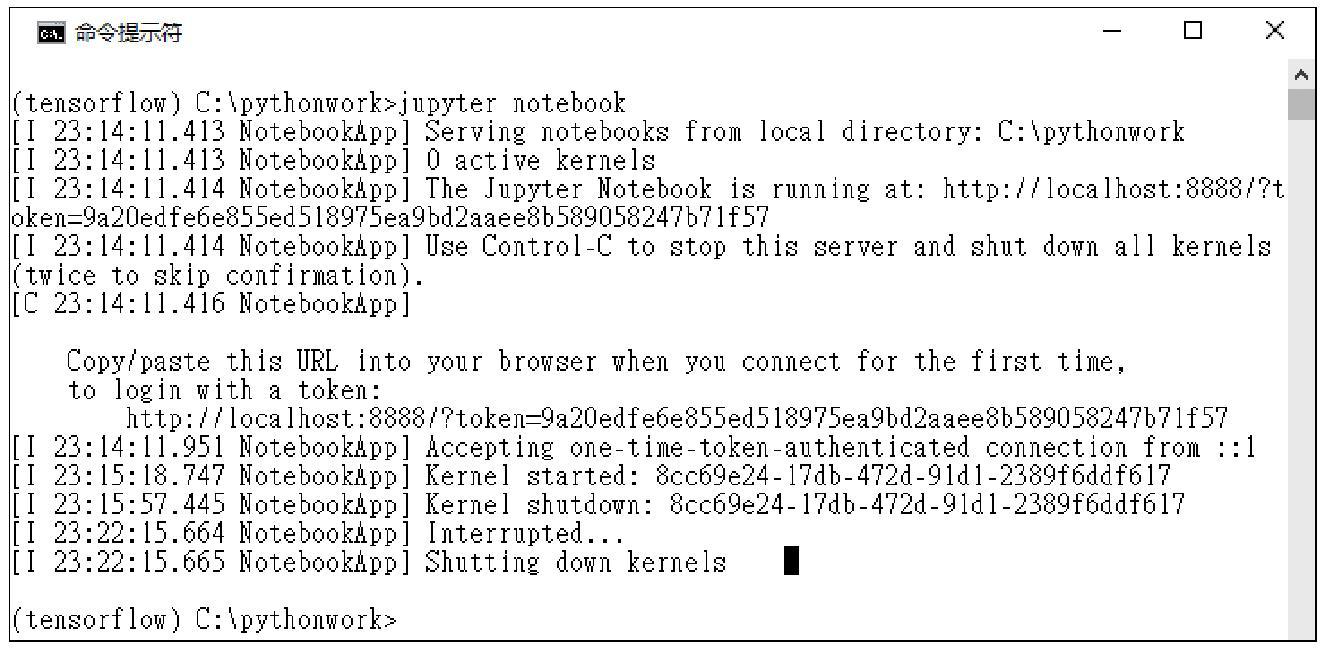 命令提示符
(tensorflow) C:\pythonwork>jupyter notebook
[I 23:14:11.413 NotebookApp] Serving notebooks from local directory: C:\pythonwork
[I 23:14:11.413 NotebookApp] 0 active kernels
[I 23:14:11.414 NotebookApp] The Jupyter Notebook is running at: http://localhost:8888/?t
oken=9a20edfe6e855ed518975ea9bd2aaee8b589058247b71f57
[I 23:14:11.414 NotebookApp] Use Control-C to stop this server and shut down all kernels
(twice to skip confirmation).
[C 23:14:11.416 NotebookApp]
Copy/paste this URL into your browser when you connect for the first time,
to login with a token:
http://localhost:8888/?token=9a20edfe6e855ed518975ea9bd2aaee8b589058247b71f57
[I 23:14:11.951 NotebookApp] Accepting one-time-token-authenticated connection from ::1
[I 23:15:18.747 NotebookApp] Kernel started: 8cc69e24-17db-472d-91d1-2389f6ddf617
[I 23:15:57.445 NotebookApp] Kernel shutdown: 8cc69e24-17db-472d-91d1-2389f6ddf617
[I 23:22:15.664 NotebookApp] Interrupted...
[I 23:22:15.665 NotebookApp] Shutting down kernels
(tensorflow) C:\pythonwork>